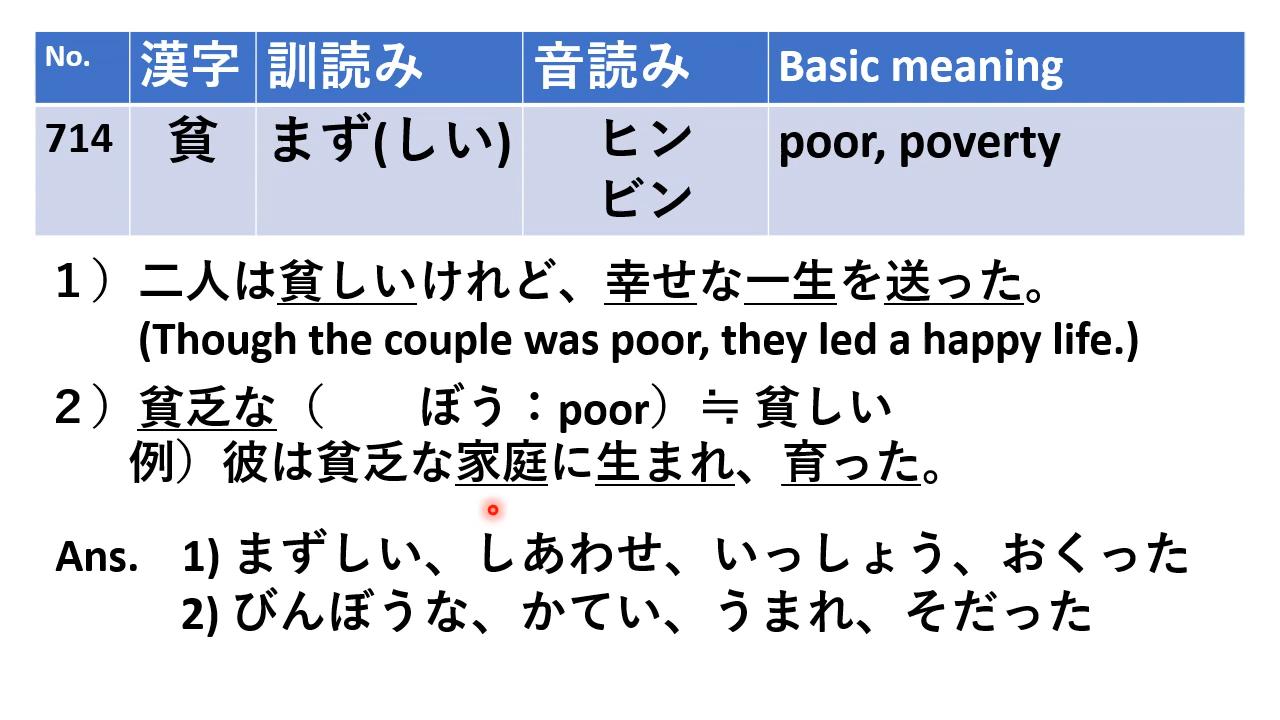 No. 漢字 訓読み 音読み Basic meaning
714 貧 まず(しい) ヒン poor, poverty
ビン
１）二人は貧しいけれど、幸せな一生を送った。
(Though the couple was poor, they led a happy life.)
２）貧乏な（　　ぼう：poor）≒ 貧しい
例）彼は貧乏な家庭に生まれ、育った。
Ans. 1) まずしい、しあわせ、いっしょう、おくった
2) びんぼうな、かてい、うまれ、そだった